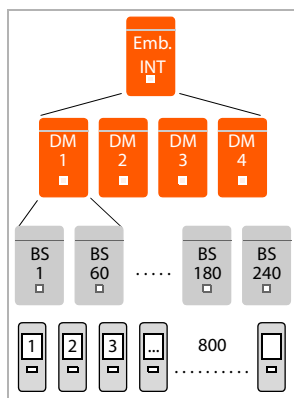 Emb.
INT
DM DM DM DM
1 2 3 4
BS BS BS BS
1 60 ..... 180 240
1 2 3 ... 800
..........